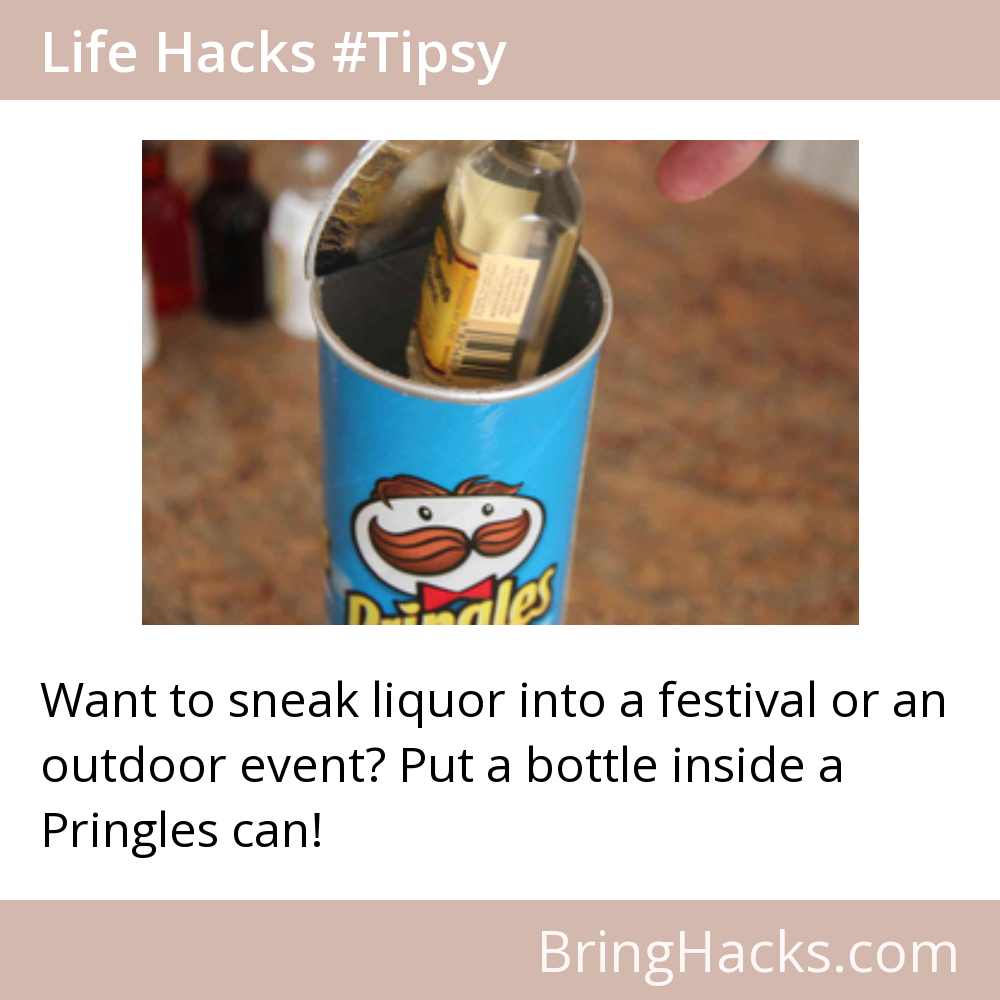 Life Hacks #Tipsy
Pringles
Want to sneak liquor into a festival or an
outdoor event? Put a bottle inside a
Pringles can!
BringHacks.com